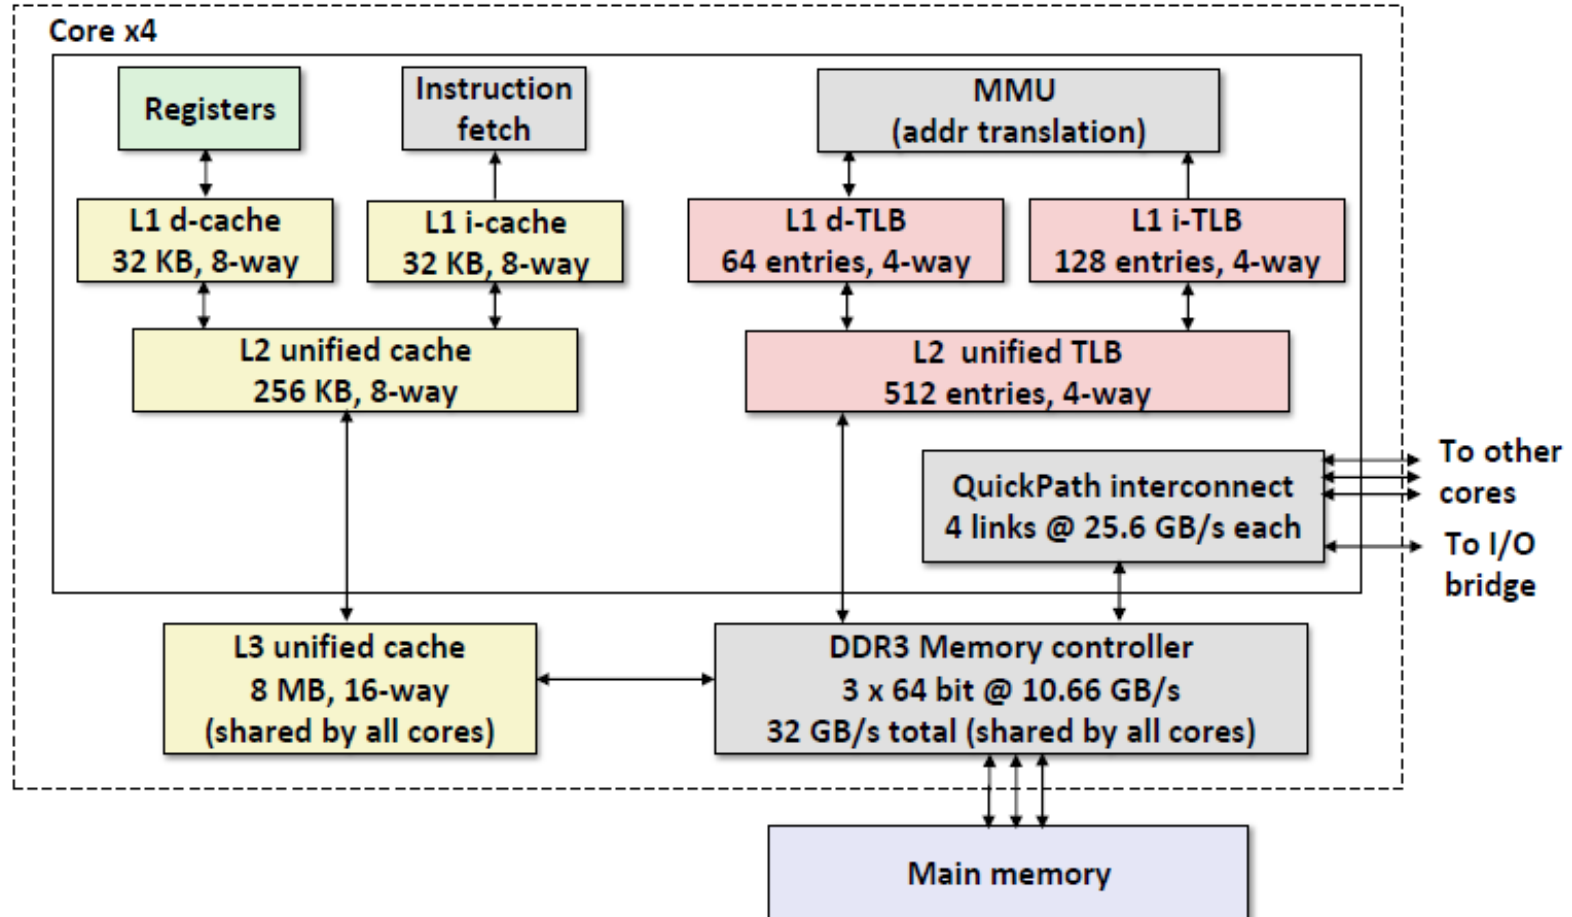 Core x4
Registers
Instruction
fetch
MMU
(addr translation)
L1 d-cache
32 KB, 8-way
L1 i-cache
32 KB, 8-way
L1 d-TLB
64 entries, 4-way
L1 i-TLB
128 entries, 4-way
L2 unified cache
256 KB, 8-way
L2 unified TLB
512 entries, 4-way
QuickPath interconnect
4 links @ 25.6 GB/s each
To other
cores
To I/O
bridge
L3 unified cache
8 MB, 16-way
(shared by all cores)
DDR3 Memory controller
3 x 64 bit @ 10.66 GB/s
32 GB/s total (shared by all cores)
Main memory